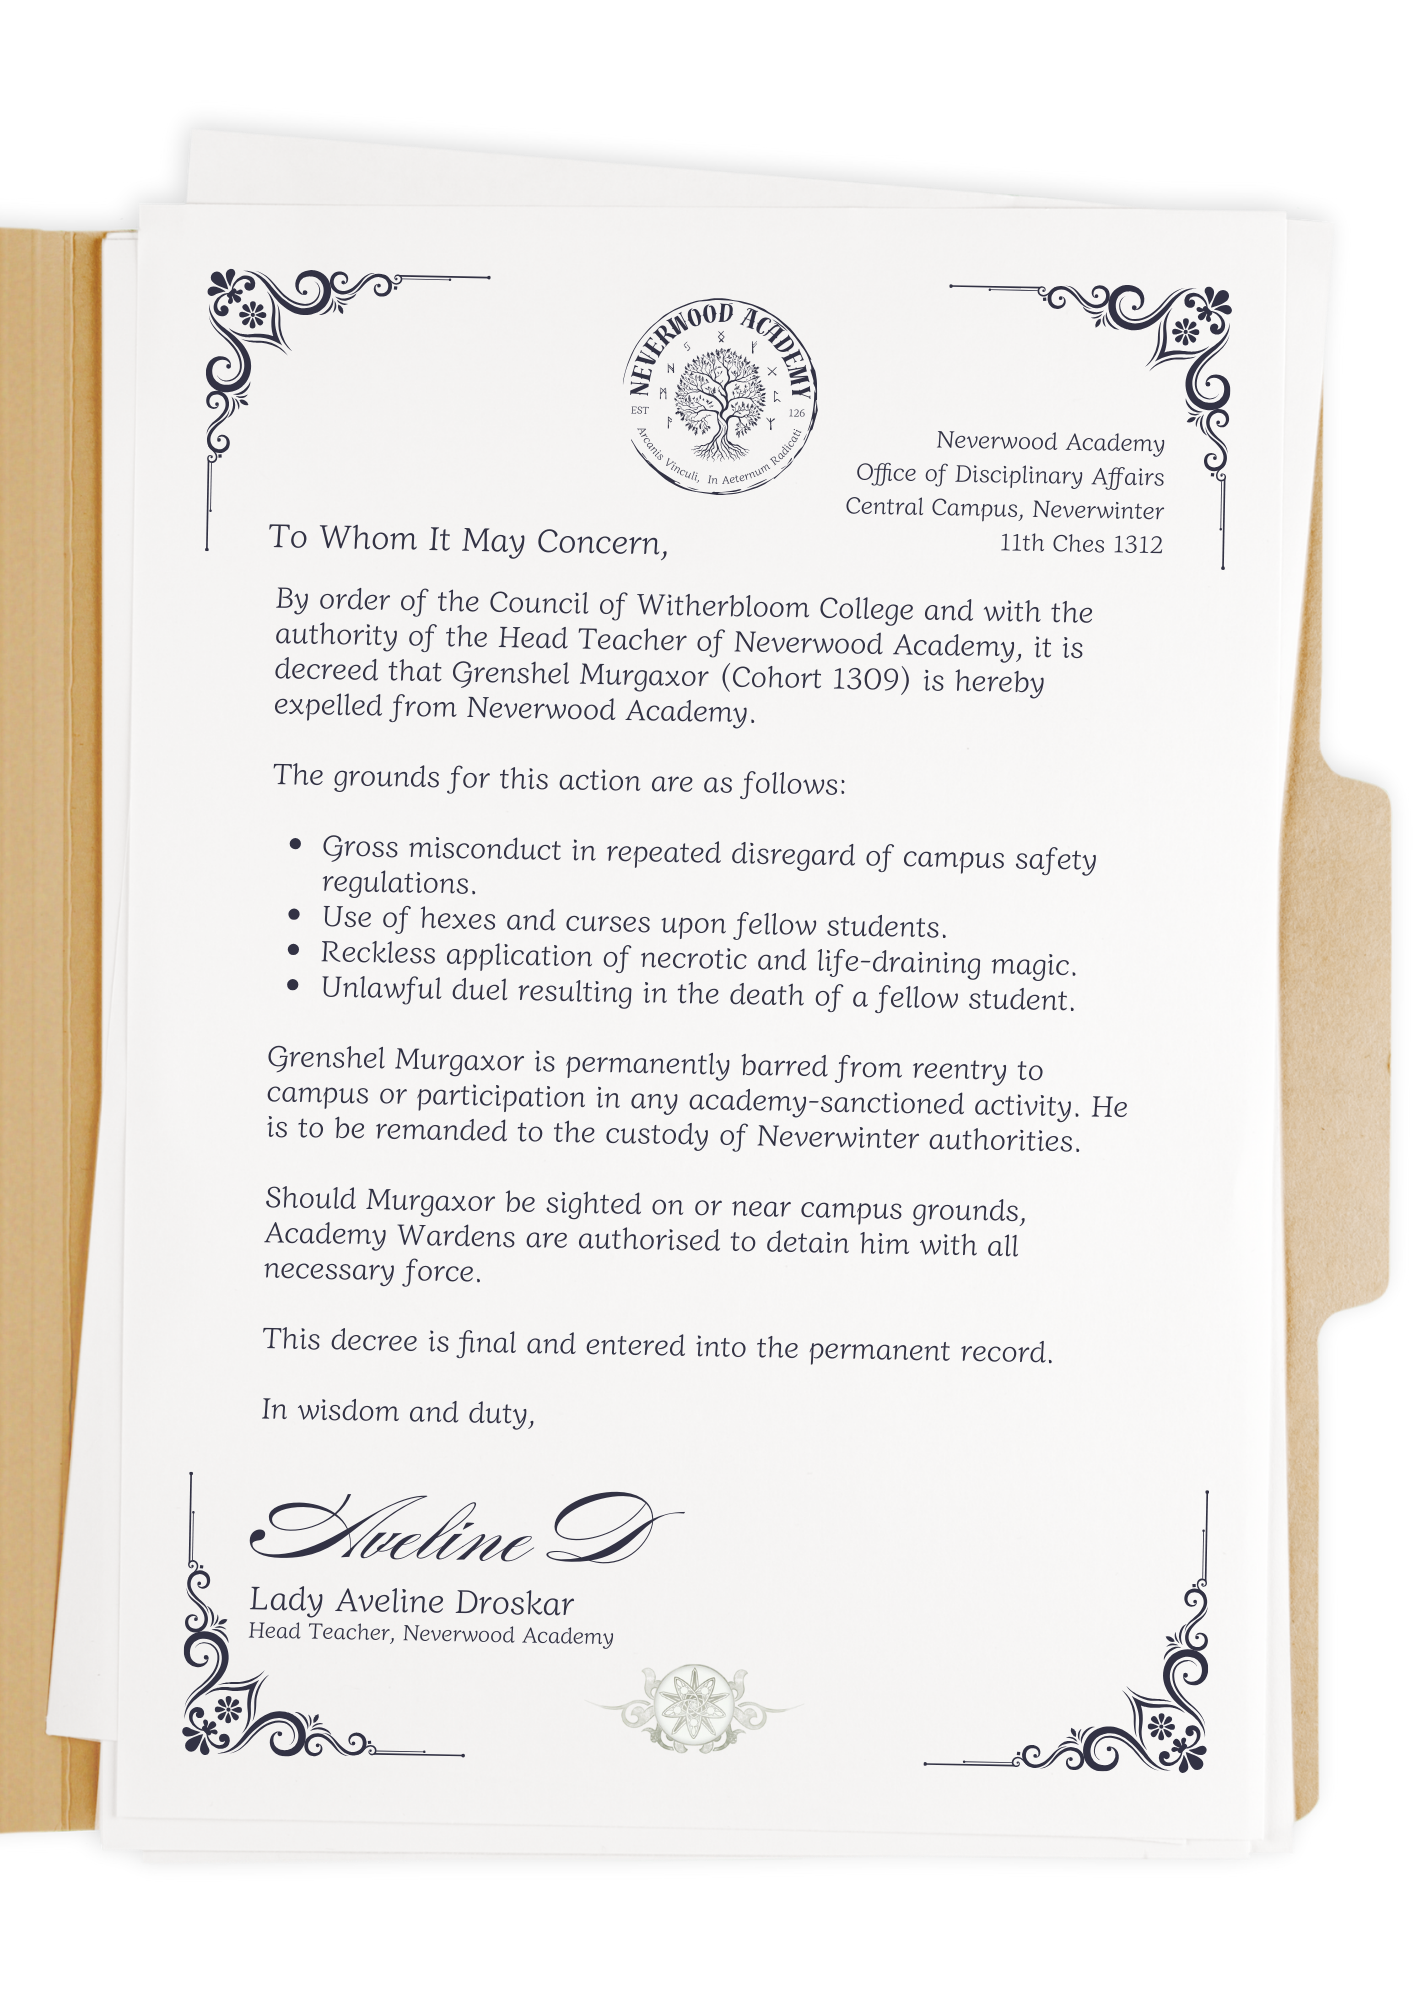 NEVERWOOD ACADEMY
EST 126
Arcanis Vinculi, In Aeternum Radicati
Neverwood Academy
Office of Disciplinary Affairs
Central Campus, Neverwinter
11th Ches 1312
To Whom It May Concern,
By order of the Council of Witherbloom College and with the
authority of the Head Teacher of Neverwood Academy, it is
decreed that Grenshel Murgaxor (Cohort 1309) is hereby
expelled from Neverwood Academy.
The grounds for this action are as follows:
• Gross misconduct in repeated disregard of campus safety
regulations.
• Use of hexes and curses upon fellow students.
• Reckless application of necrotic and life-draining magic.
• Unlawful duel resulting in the death of a fellow student.
Grenshel Murgaxor is permanently barred from reentry to
campus or participation in any academy-sanctioned activity. He
is to be remanded to the custody of Neverwinter authorities.
Should Murgaxor be sighted on or near campus grounds,
Academy Wardens are authorised to detain him with all
necessary force.
This decree is final and entered into the permanent record.
In wisdom and duty,
Aveline D
Lady Aveline Droskar
Head Teacher, Neverwood Academy